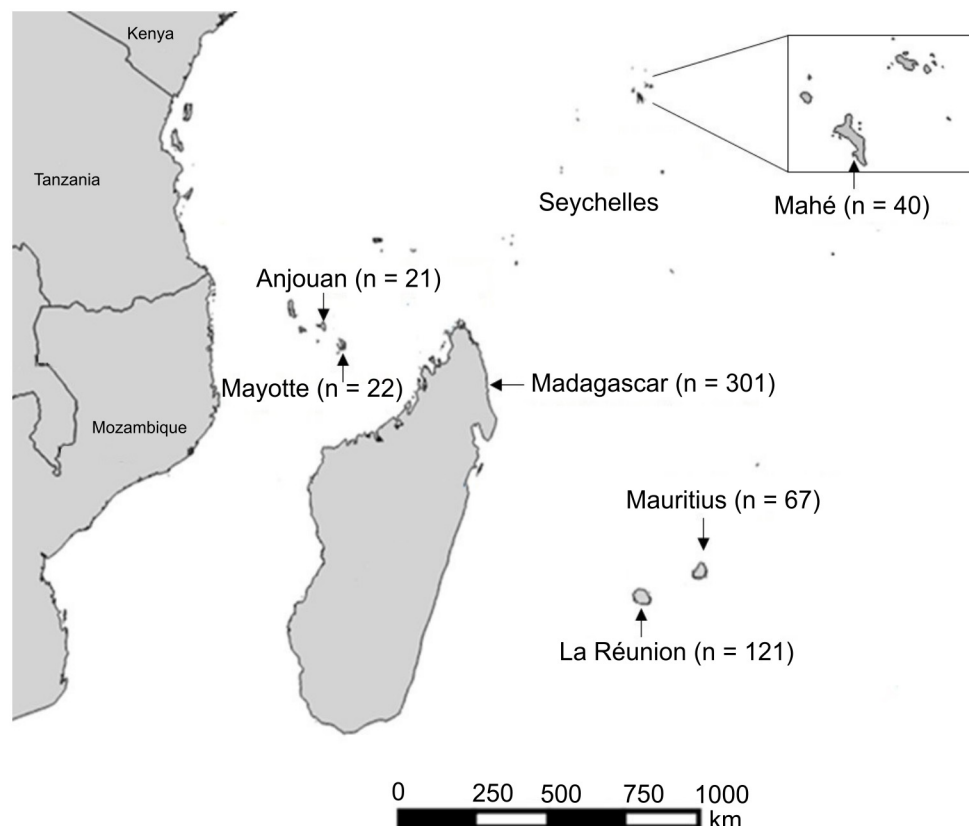 Kenya
Tanzania
Seychelles
Mahé (n = 40)
Anjouan (n = 21)
Mayotte (n = 22)
Madagascar (n = 301)
Mozambique
Mauritius (n = 67)
La Réunion (n = 121)
0 250 500 750 1000
km